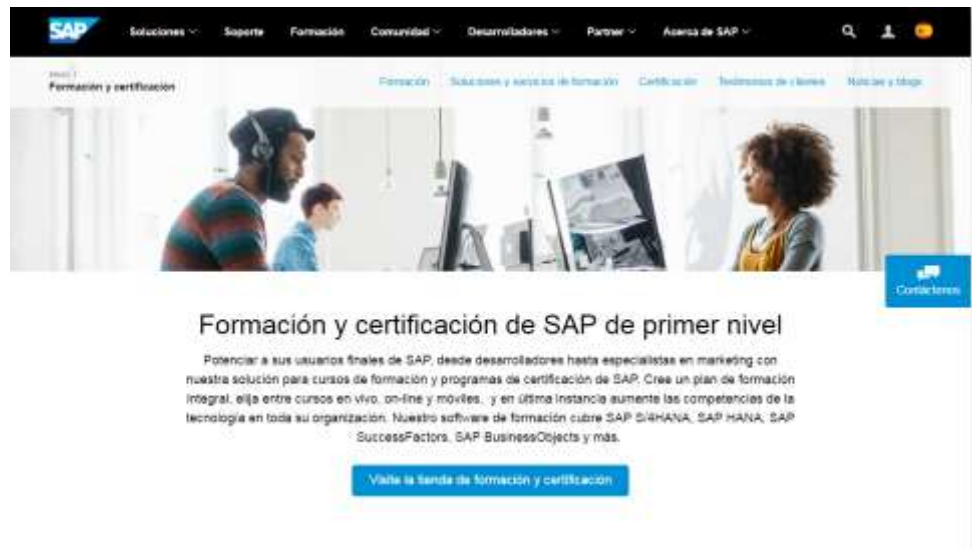 SAP
Soluciones Soporte Formación Comunidad Desarrolladores Partner Acerca de SAP
Formación y certificación
Formación Soluciones y servicios de formación Certificación Testimonios de clientes Noticias y blogs
Contáctenos
Formación y certificación de SAP de primer nivel
Potenciar a sus usuarios finales de SAP, desde desarrolladores hasta especialistas en marketing con
nuestra solución para cursos de formación y programas de certificación de SAP. Cree un plan de formación
integral, elija entre cursos en vivo, on-line y móviles, y en última instancia aumente las competencias de la
tecnología en toda su organización. Nuestro software de formación cubre SAP S/4HANA, SAP HANA, SAP
SuccessFactors, SAP BusinessObjects y más.
Visite la tienda de formación y certificación